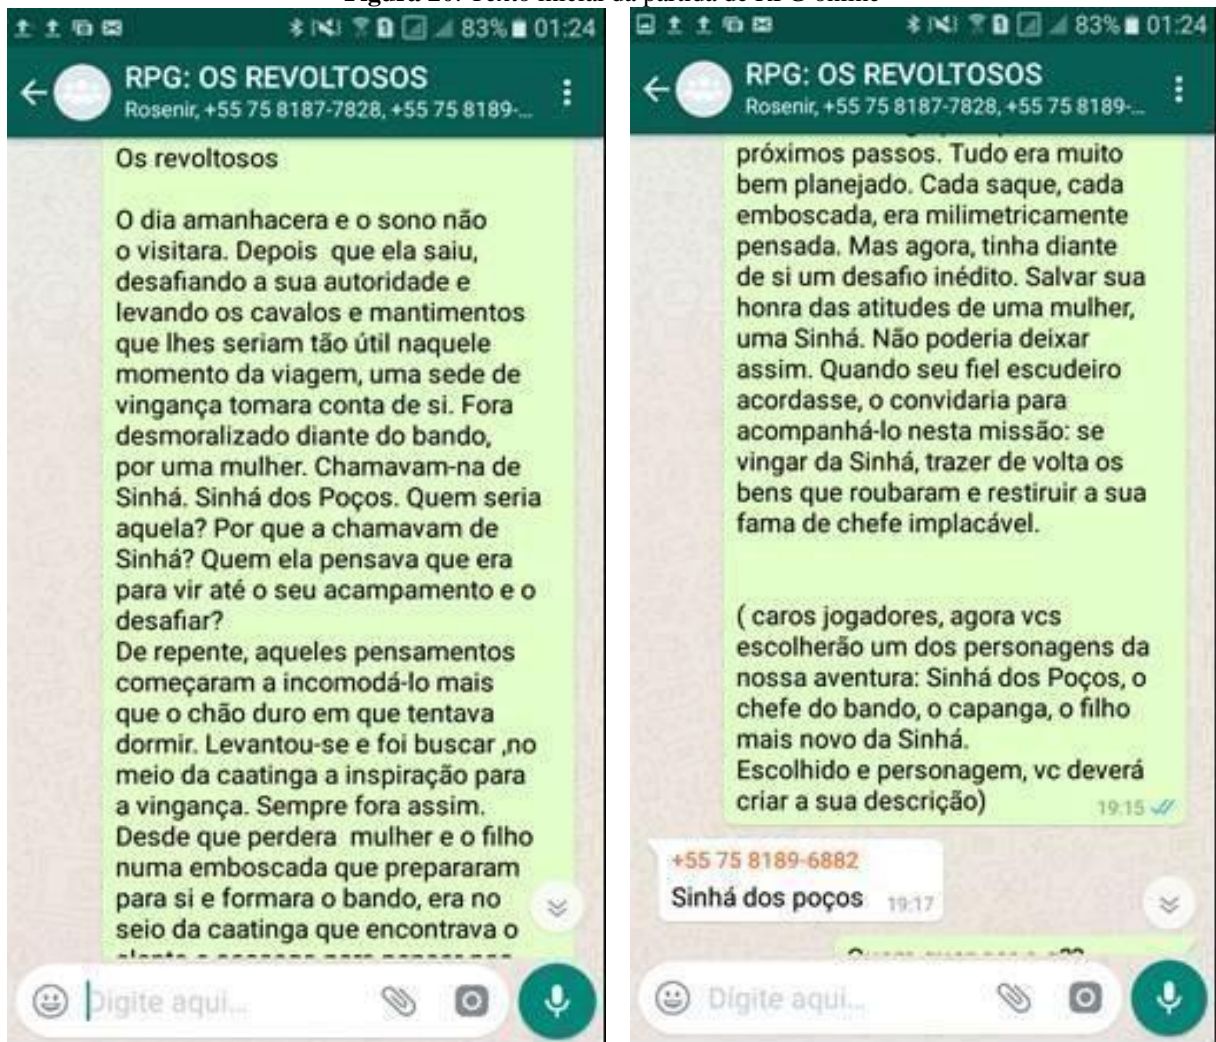 83% 01:24
RPG: OS REVOLTOSOS
Rosenir, +55 75 8187-7828, +55 75 8189-...
Os revoltosos
O dia amanhacera e o sono não
o visitara. Depois que ela saiu,
desafiando a sua autoridade e
levando os cavalos e mantimentos
que lhes seriam tão útil naquele
momento da viagem, uma sede de
vingança tomara conta de si. Fora
desmoralizado diante do bando,
por uma mulher. Chamavam-na de
Sinhá. Sinhá dos Poços. Quem seria
aquela? Por que a chamavam de
Sinhá? Quem ela pensava que era
para vir até o seu acampamento e o
desafiar?
De repente, aqueles pensamentos
começaram a incomodá-lo mais
que o chão duro em que tentava
dormir. Levantou-se e foi buscar ,no
meio da caatinga a inspiração para
a vingança. Sempre fora assim.
Desde que perdera mulher e o filho
numa emboscada que prepararam
para si e formara o bando, era no
seio da caatinga que encontrava o
Digite aqui...
83% 01:24
RPG: OS REVOLTOSOS
Rosenir, +55 75 8187-7828, +55 75 8189-...
próximos passos. Tudo era muito
bem planejado. Cada saque, cada
emboscada, era milimetricamente
pensada. Mas agora, tinha diante
de si um desafio inédito. Salvar sua
honra das atitudes de uma mulher,
uma Sinhá. Não poderia deixar
assim. Quando seu fiel escudeiro
acordasse, o convidaria para
acompanhá-lo nesta missão: se
vingar da Sinhá, trazer de volta os
bens que roubaram e restiruir a sua
fama de chefe implacável.
( caros jogadores, agora vcs
escolherão um dos personagens da
nossa aventura: Sinhá dos Poços, o
chefe do bando, o capanga, o filho
mais novo da Sinhá.
Escolhido e personagem, vc deverá
criar a sua descrição)
19:15
+55 75 8189-6882
Sinhá dos poços 19:17
Digite aqui...